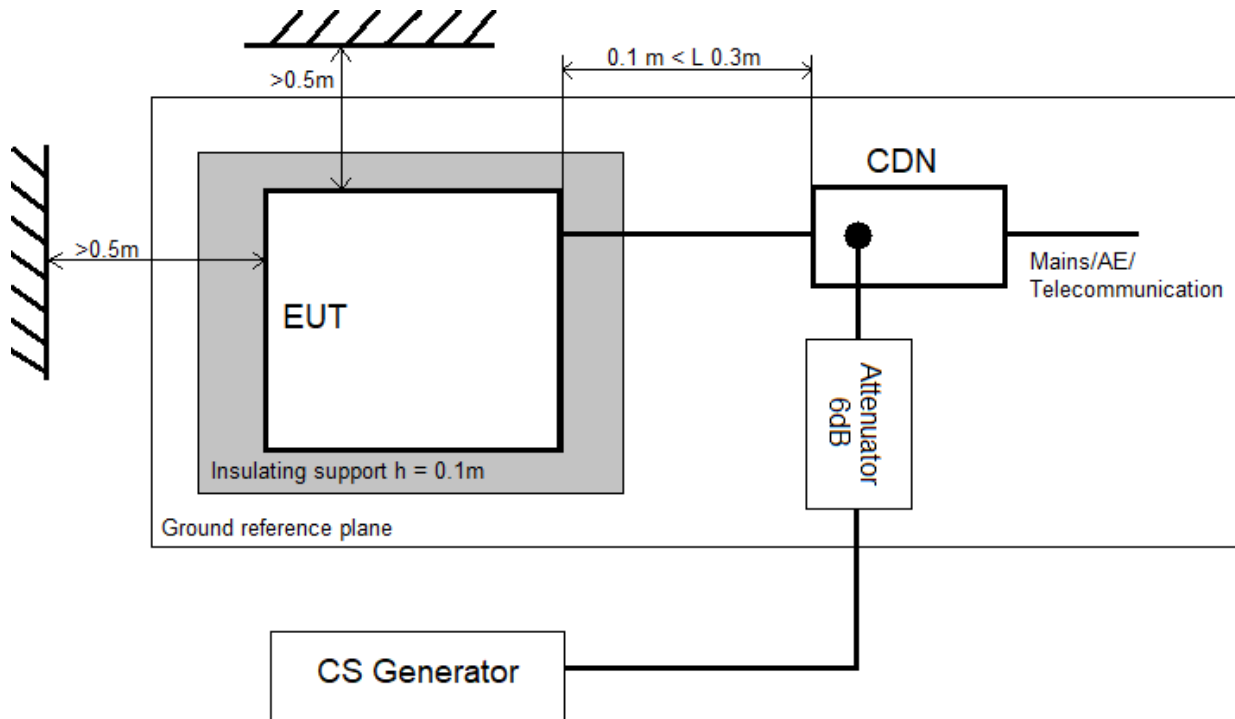 0.1 m < L 0.3m
>0.5m
CDN
>0.5m
Mains/AE/
Telecommunication
EUT
Attenuator
6dB
Insulating support h = 0.1m
Ground reference plane
CS Generator